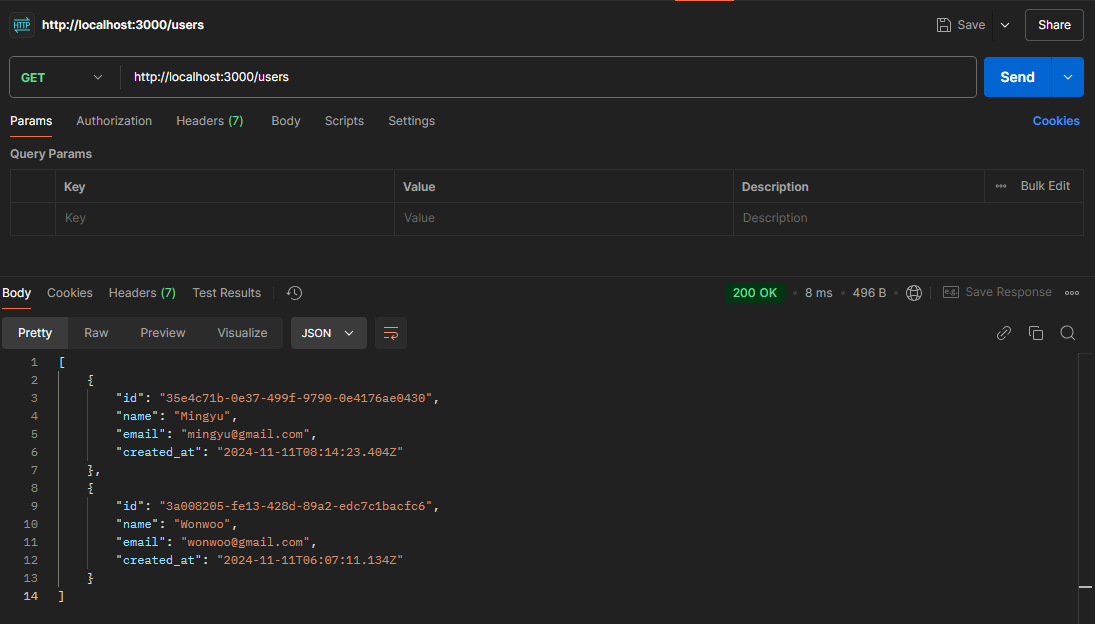 HTTP http://localhost:3000/users Save Share
GET http://localhost:3000/users Send
Params Authorization Headers (7) Body Scripts Settings Cookies
Query Params
Key Value Description Bulk Edit
Key Value Description
Body Cookies Headers (7) Test Results 200 OK • 8 ms • 496 B • e.g. Save Response
Pretty Raw Preview Visualize JSON
1 [
2 {
3 "id": "35e4c71b-0e37-499f-9790-0e4176ae0430",
4 "name": "Mingyu",
5 "email": "mingyu@gmail.com",
6 "created_at": "2024-11-11T08:14:23.404Z"
7 },
8 {
9 "id": "3a008205-fe13-428d-89a2-edc7c1bacfc6",
10 "name": "Wonwoo",
11 "email": "wonwoo@gmail.com",
12 "created_at": "2024-11-11T06:07:11.134Z"
13 }
14 ]